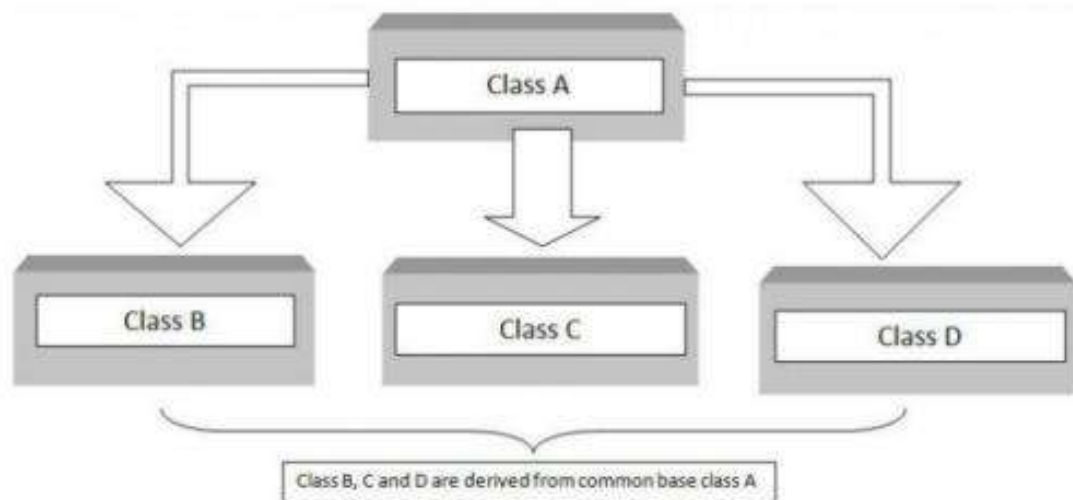 Class A
Class B
Class C
Class D
Class B, C and D are derived from common base class A